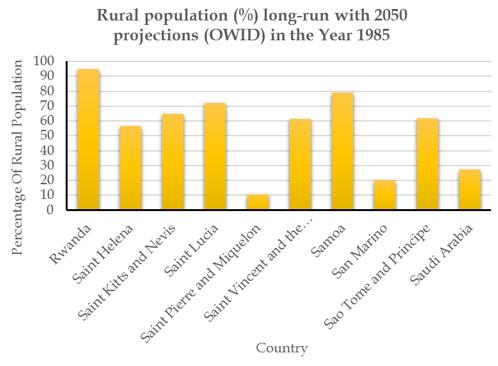 Rural population (%) long-run with 2050
projections (OWID) in the Year 1985
Percentage Of Rural Population
100
90
80
70
60
50
40
30
20
10
0
Rwanda
Saint Helena
Saint Kitts and Nevis
Saint Lucia
Saint Pierre and Miquelon
Saint Vincent and the...
Samoa
San Marino
Sao Tome and Principe
Saudi Arabia
Country